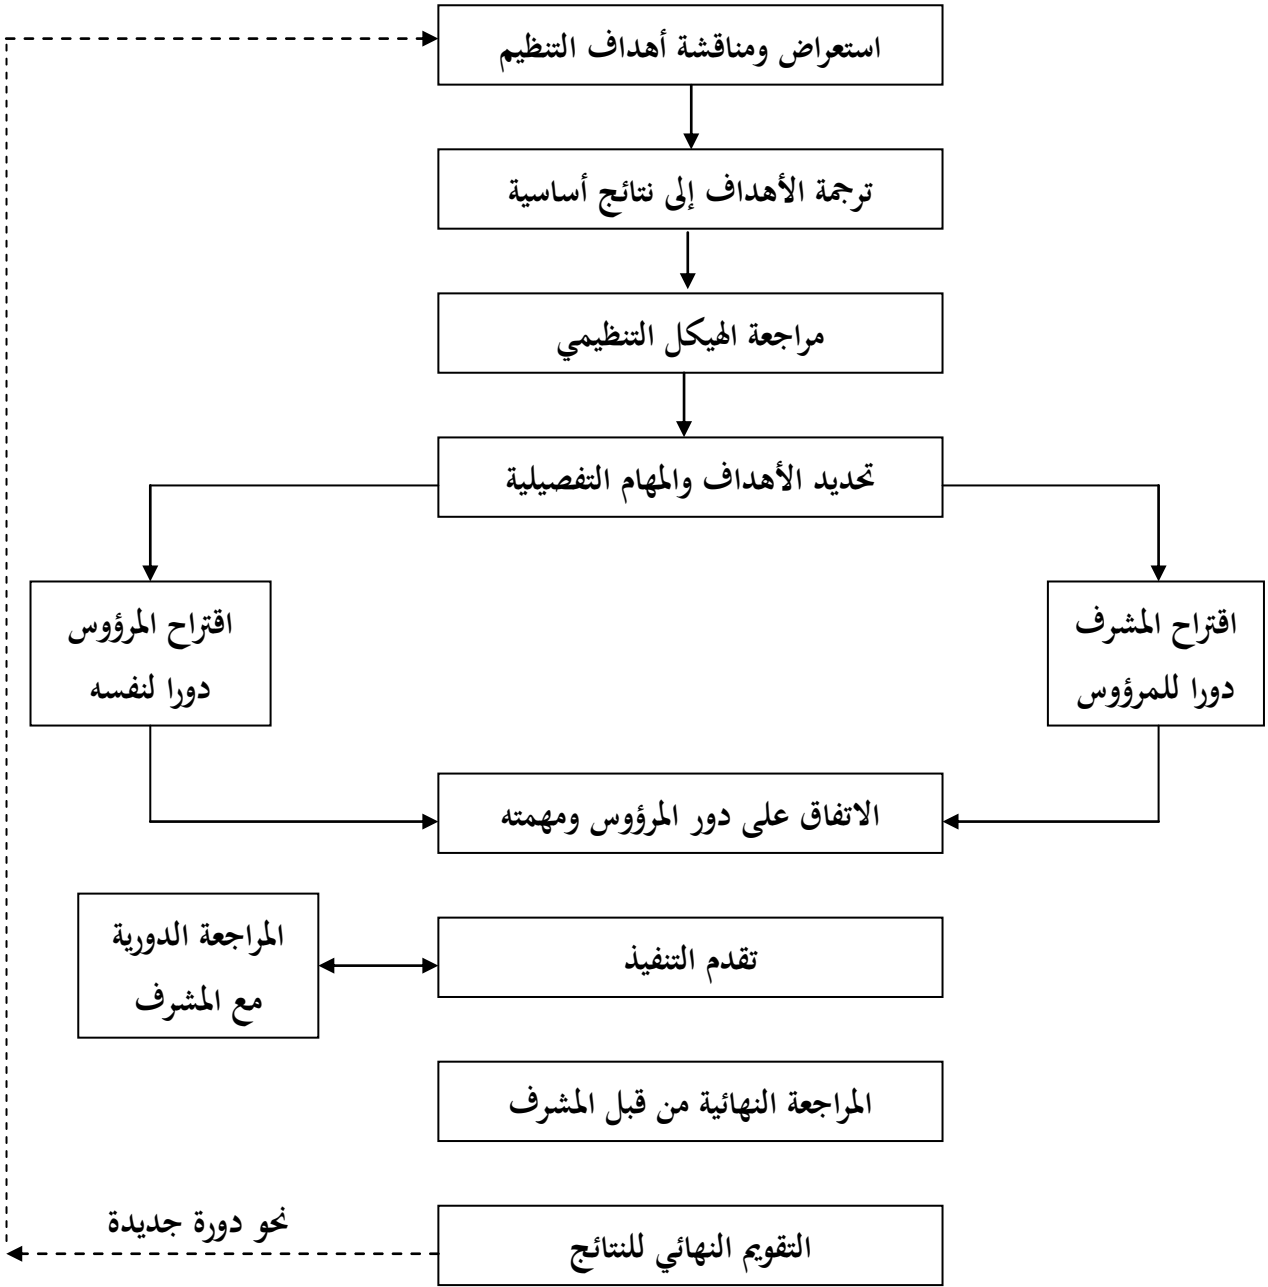 استعراض ومناقشة أهداف التنظيم
ترجمة الأهداف إلى نتائج أساسية
مراجعة الهيكل التنظيمي
تحديد الأهداف والمهام التفصيلية
اقتراح المشرف
دورا للمرؤوس
اقتراح المرؤوس
دورا لنفسه
الاتفاق على دور المرؤوس ومهمته
تقدم التنفيذ
المراجعة الدورية
مع المشرف
المراجعة النهائية من قبل المشرف
التقويم النهائي للنتائج
نحو دورة جديدة